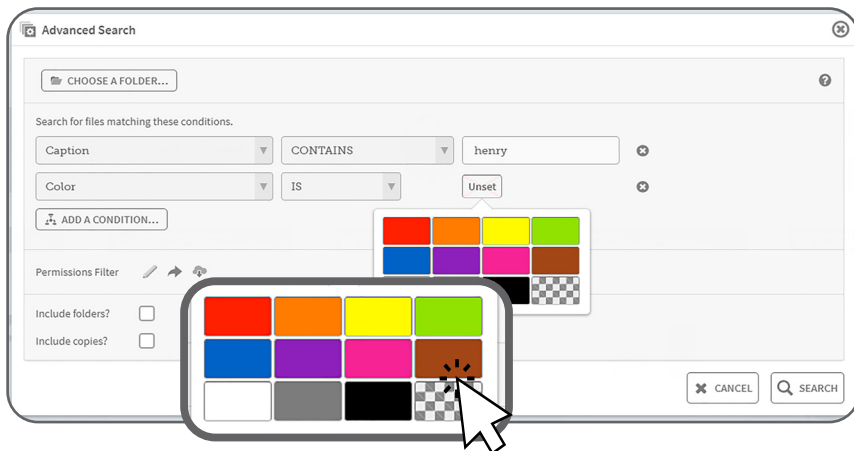 Advanced Search
CHOOSE A FOLDER...
Search for files matching these conditions.
Caption CONTAINS henry
Color IS Unset
ADD A CONDITION...
Permissions Filter
Include folders?
Include copies?
CANCEL SEARCH